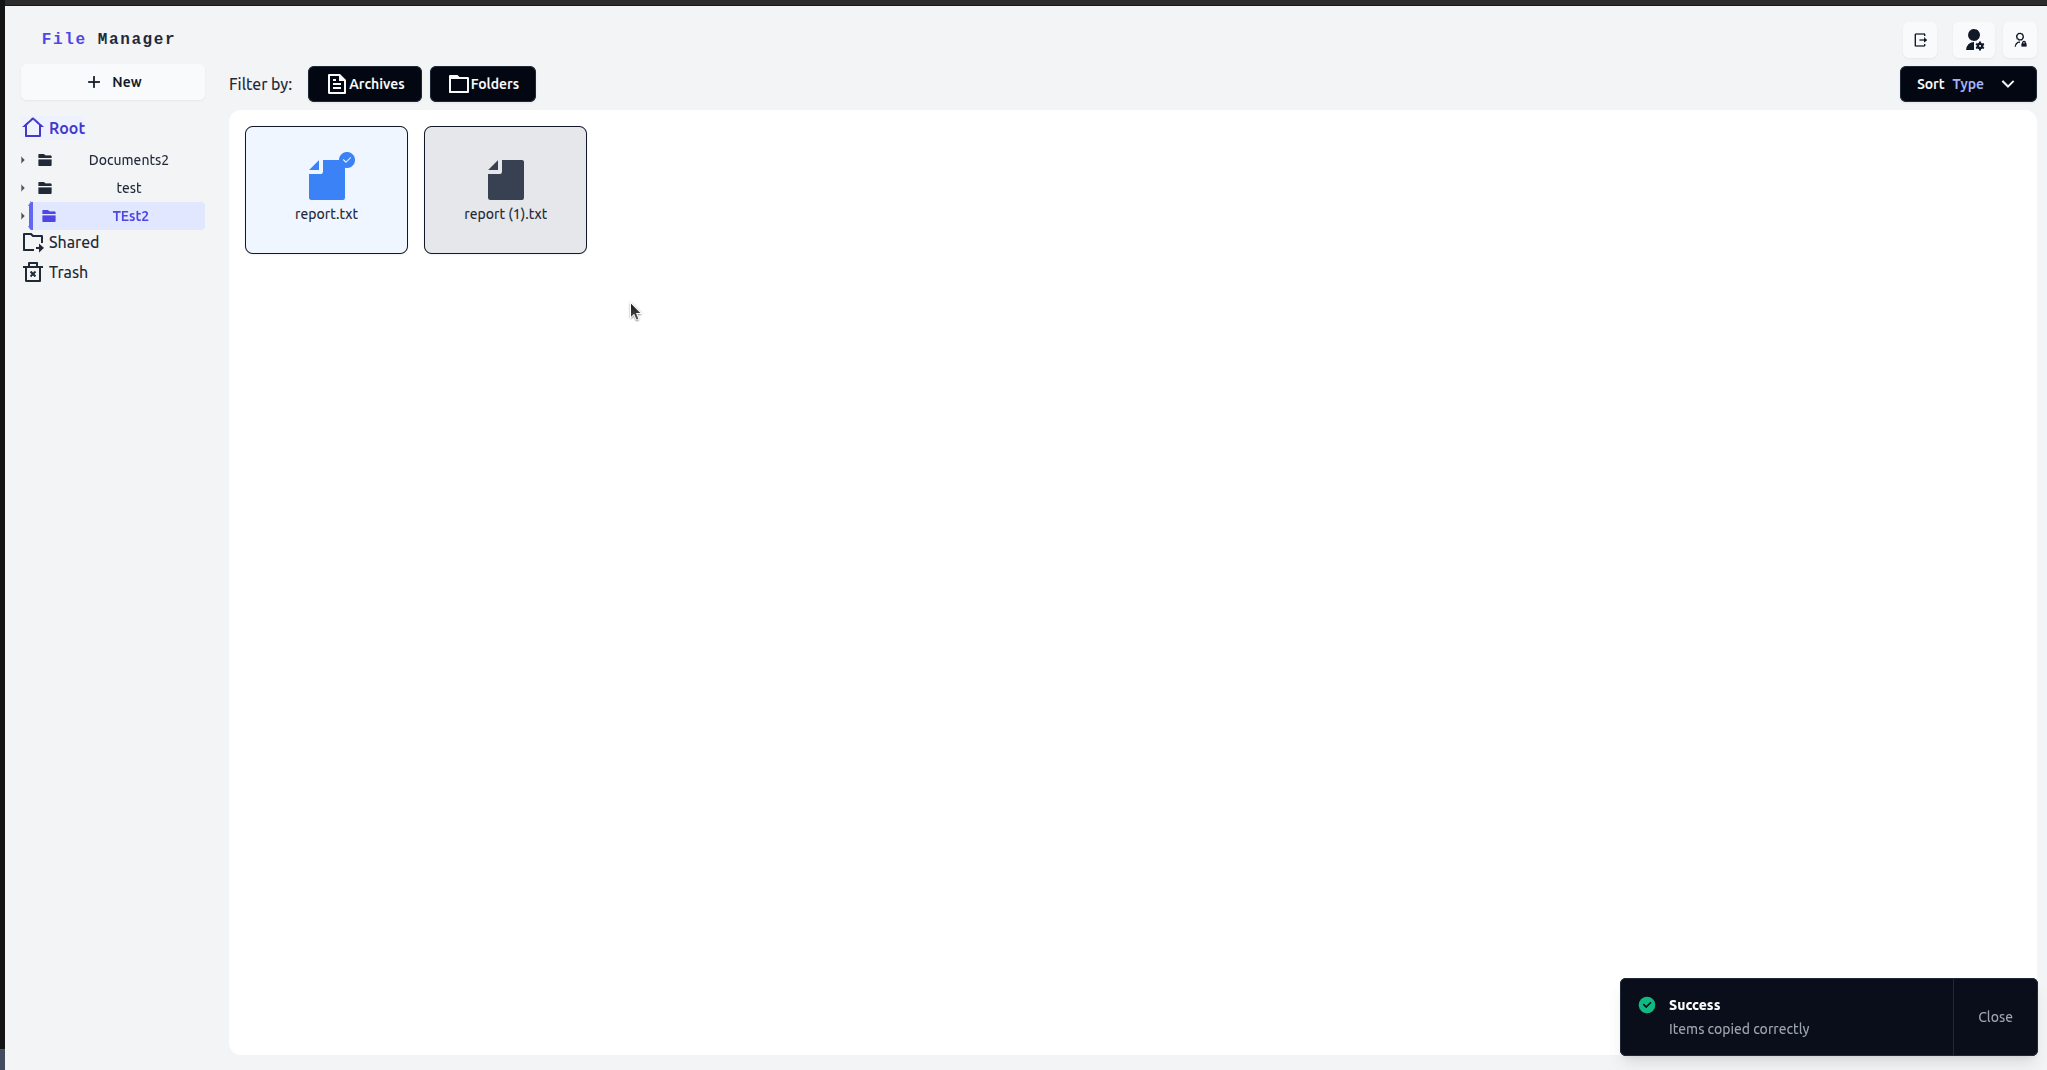 File Manager
New
Filter by:
Archives
Folders
Sort Type
Root
Documents2
test
TEst2
Shared
Trash
report.txt
report (1).txt
Success
Items copied correctly
Close